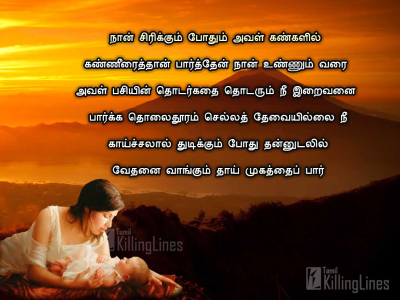 நான் சிரிக்கும் போதும் அவள் கண்களில்
கண்ணீரைத்தான் பார்த்தேன் நான் உண்ணும் வரை
அவள் பசியின் தொடர்கதை தொடரும் நீ இறைவனை
பார்க்க தொலைதூரம் செல்லத் தேவையில்லை நீ
காய்ச்சலால் துடிக்கும் போது தன்னுடலில்
வேதனை வாங்கும் தாய் முகத்தைப் பார்
Tamil
KillingLines
Tamil
KillingLines